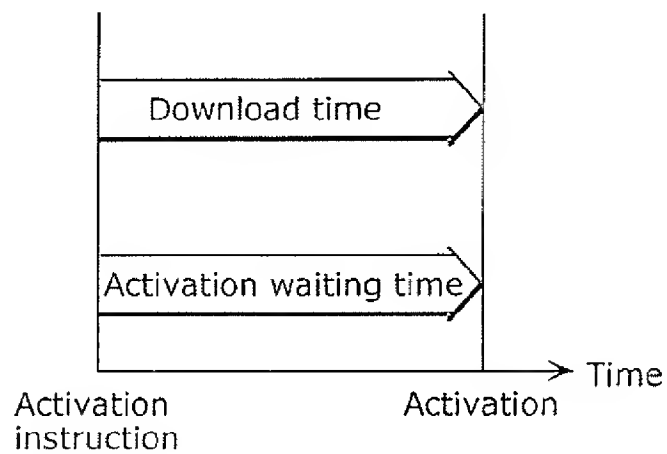 Download time
Activation waiting time
Time
Activation
instruction
Activation